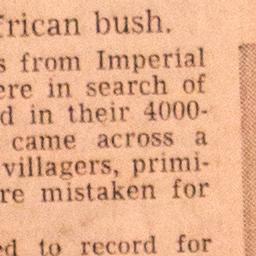 frican bush.
s from Imperial
ere in search of
d in their 4000-
came across a
villagers, primi-
re mistaken for
ed to record for